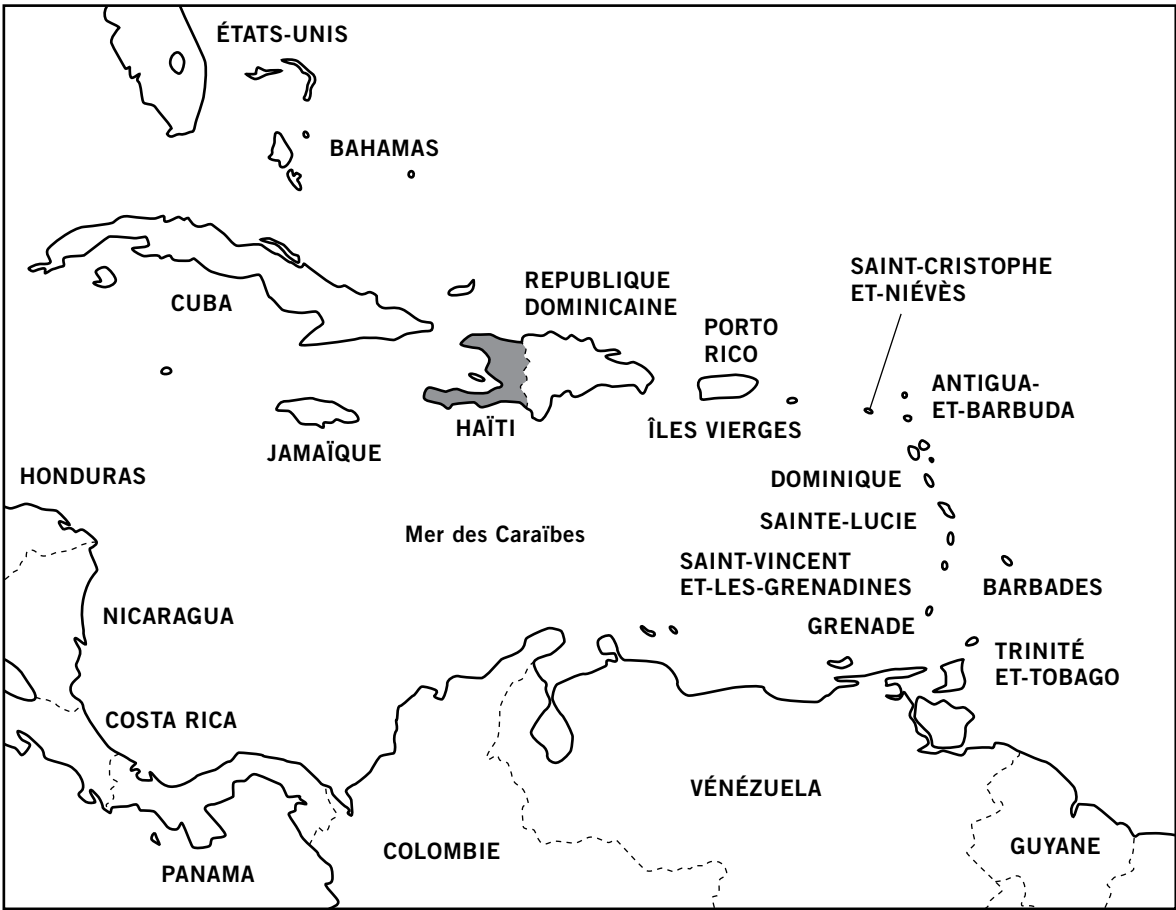 ÉTATS-UNIS
BAHAMAS
CUBA
REPUBLIQUE
DOMINICAINE
SAINT-CRISTOPHE
ET-NIÉVÈS
PORTO
RICO
ANTIGUA-
ET-BARBUDA
HAÏTI
ÎLES VIERGES
JAMAÏQUE
HONDURAS
DOMINIQUE
SAINTE-LUCIE
Mer des Caraïbes
SAINT-VINCENT
ET-LES-GRENADINES
BARBADES
NICARAGUA
GRENADE
TRINITÉ
ET-TOBAGO
COSTA RICA
VÉNÉZUELA
GUYANE
COLOMBIE
PANAMA